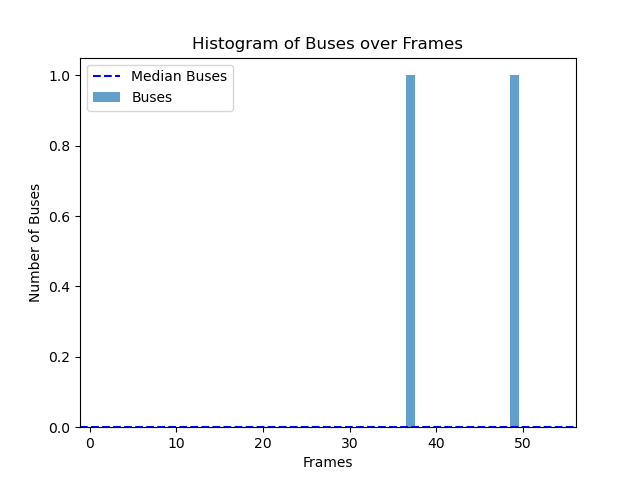 Histogram of Buses over Frames
Median Buses
Buses
Number of Buses
1.0
0.8
0.6
0.4
0.2
0.0
0 10 20 30 40 50
Frames